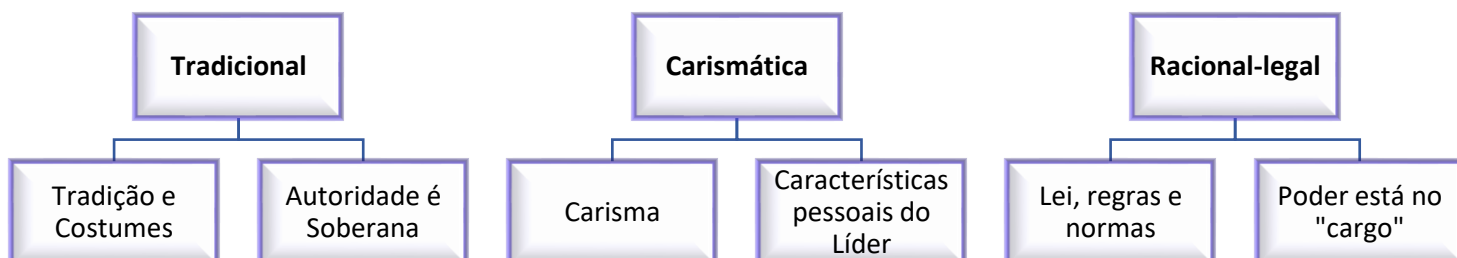 Tradicional
Tradição e
Costumes
Autoridade é
Soberana
Carismática
Carisma
Características
pessoais do
Líder
Racional-legal
Lei, regras e
normas
Poder está no
"cargo"